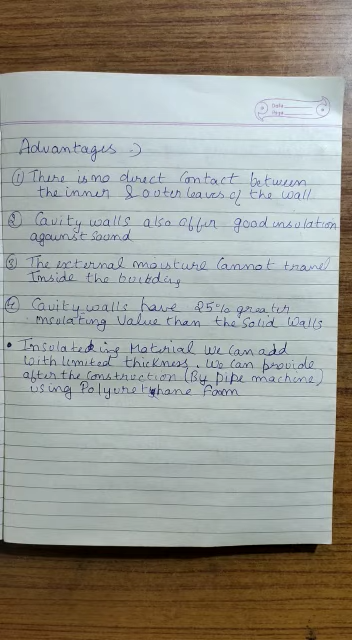 Date
Page
Advantages :)
① There is no direct Contact between
the inner & outer leaves of the wall
② Cavity walls also offer good insulation
against Sound
③ The external moisture Cannot travel
Inside the building
④ Cavity walls have 25% greater
insulating Value than the Solid Walls
• Insulateding Material we Can add
With limited thickness. We can provide
after the construction (By pipe machine)
using Polyurethane Foam